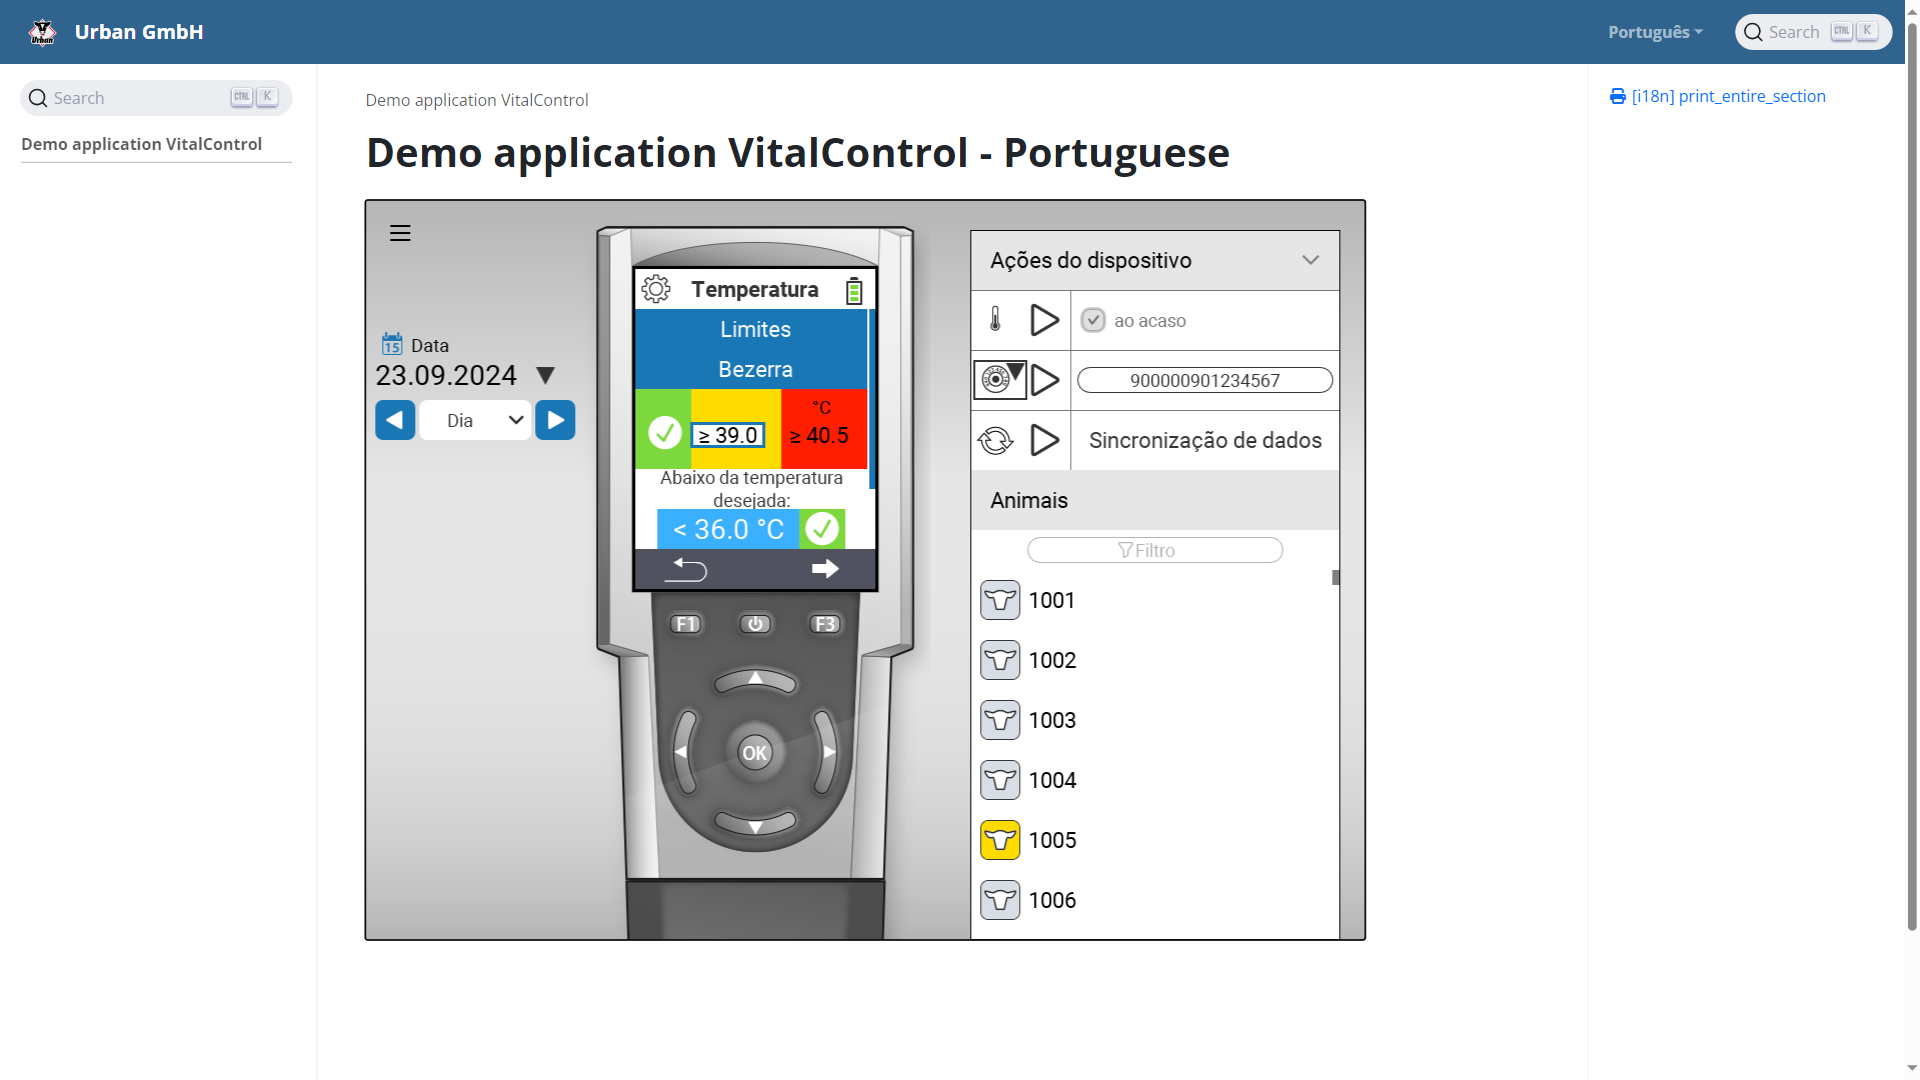 Urban GmbH
Português
Search CTRL K
Search CTRL K
Demo application VitalControl
Demo application VitalControl
Demo application VitalControl - Portuguese
[i18n] print_entire_section
15 Data
23.09.2024
Dia
Temperatura
Limites
Bezerra
°C
≥ 39.0
≥ 40.5
Abaixo da temperatura
desejada:
< 36.0 °C
F1
F3
OK
Ações do dispositivo
ao acaso
900000901234567
Sincronização de dados
Animais
Filtro
1001
1002
1003
1004
1005
1006